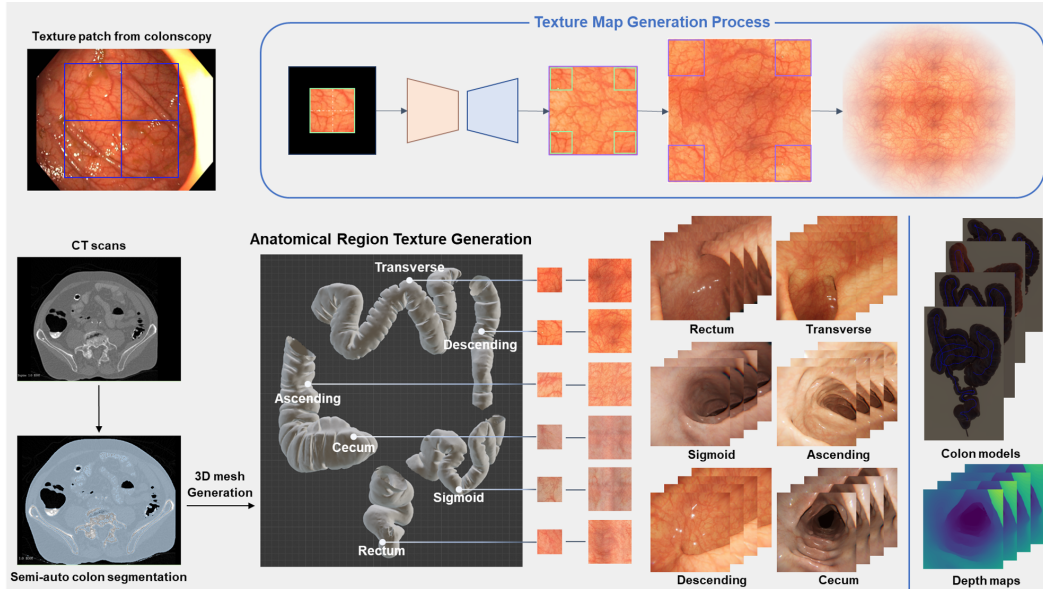 Texture Map Generation Process
Texture patch from colonscopy
CT scans
Semi-auto colon segmentation
3D mesh
Generation
Anatomical Region Texture Generation
Transverse
Descending
Ascending
Cecum
Sigmoid
Rectum
Rectum
Transverse
Sigmoid
Ascending
Descending
Cecum
Colon models
Depth maps